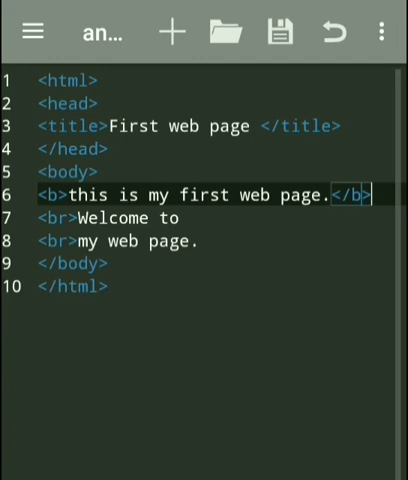 an...
1 <html>
2 <head>
3 <title>First web page </title>
4 </head>
5 <body>
6 <b>this is my first web page.</b>
7 <br>Welcome to
8 <br>my web page.
9 </body>
10 </html>